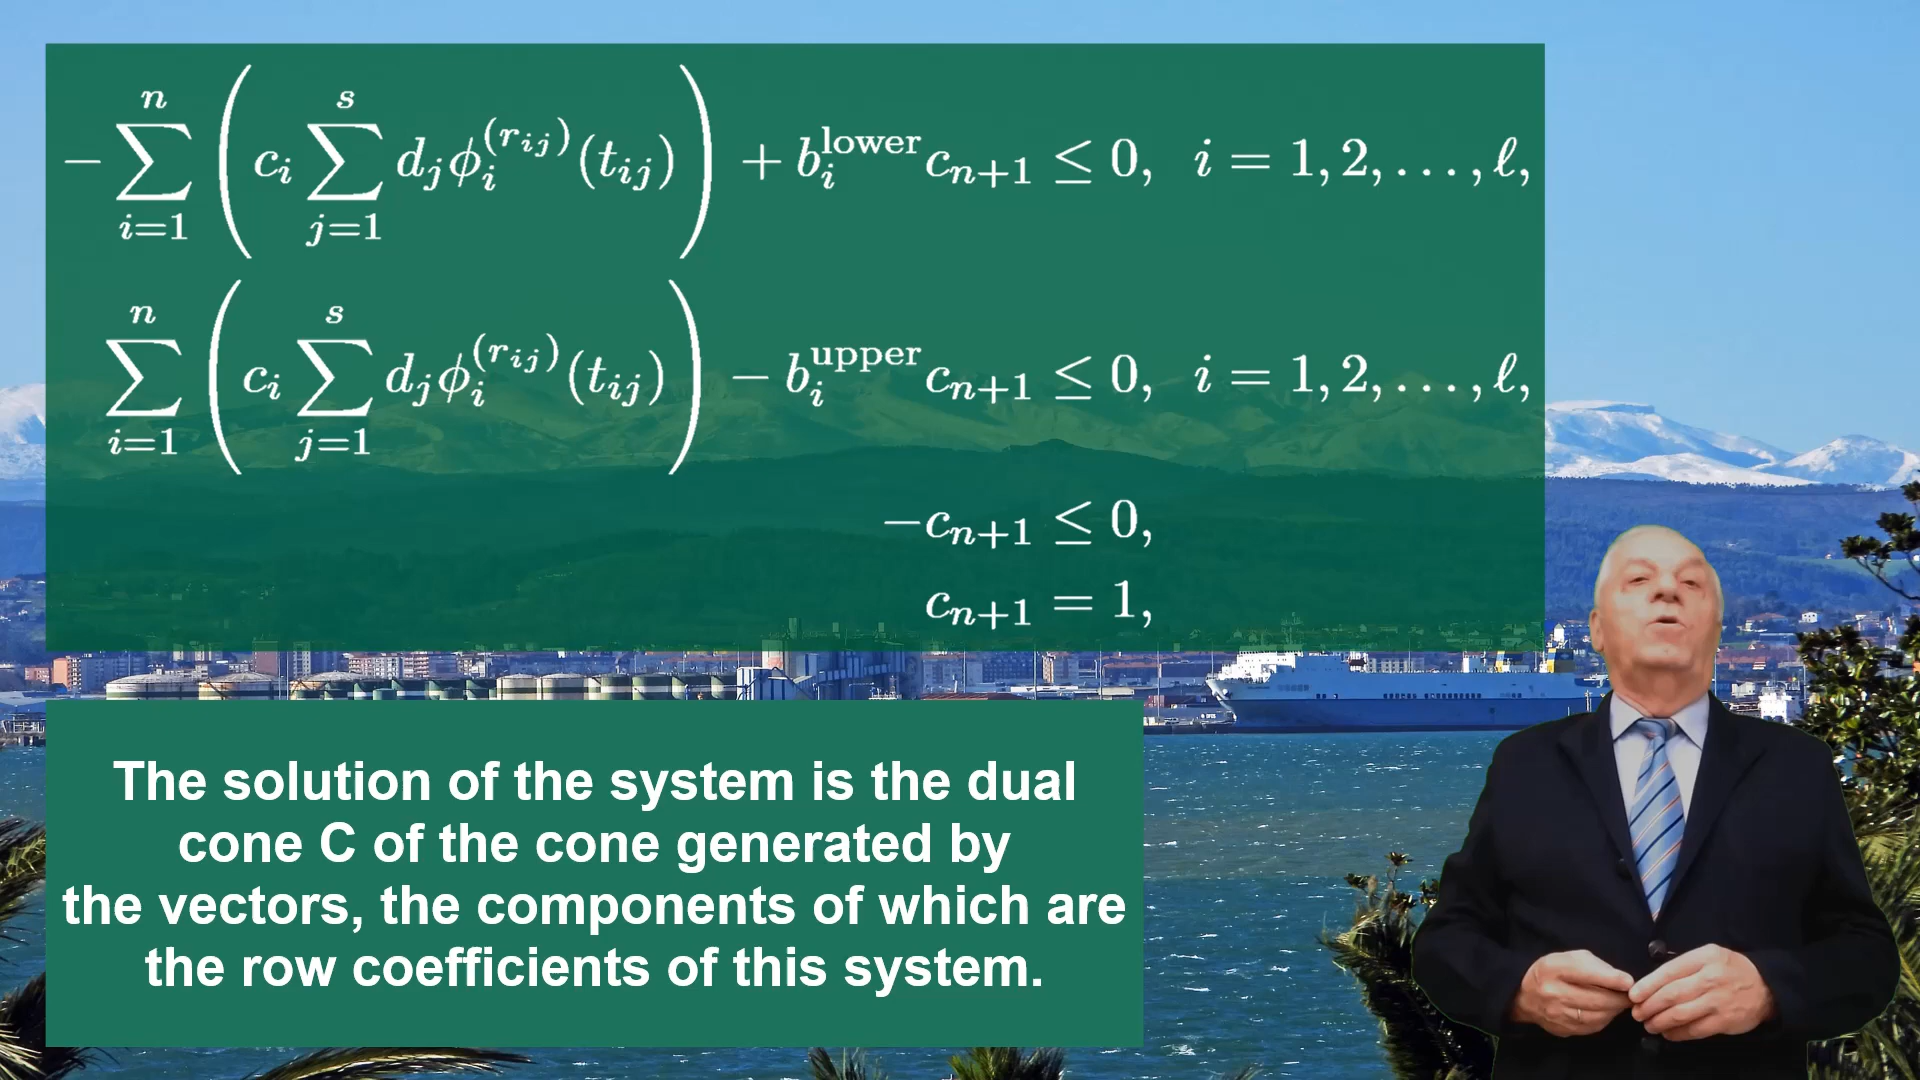 $-\sum_{i=1}^{n}\left(c_i\sum_{j=1}^{s}d_j\phi_i^{(r_{ij})}(t_{ij})\right)+b_i^{\text{lower}}c_{n+1}\leq 0,\quad i=1,2,\ldots,\ell,$
$\sum_{i=1}^{n}\left(c_i\sum_{j=1}^{s}d_j\phi_i^{(r_{ij})}(t_{ij})\right)-b_i^{\text{upper}}c_{n+1}\leq 0,\quad i=1,2,\ldots,\ell,$
$-c_{n+1}\leq 0,$
$c_{n+1}=1,$
The solution of the system is the dual
cone C of the cone generated by
the vectors, the components of which are
the row coefficients of this system.